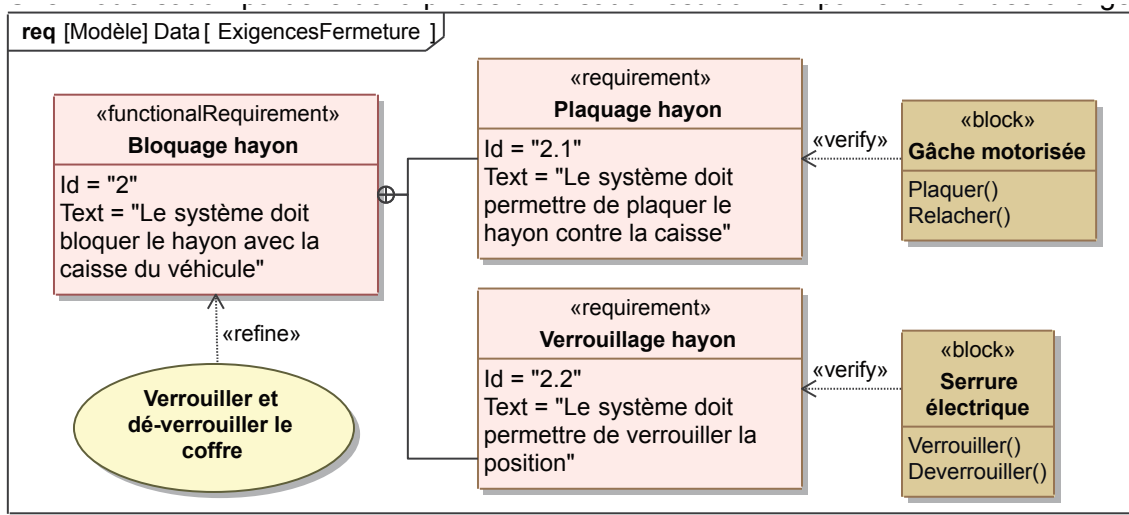 req [Modèle] Data [ ExigencesFermeture ]
«functionalRequirement»
Bloquage hayon
Id = "2"
Text = "Le système doit
bloquer le hayon avec la
caisse du véhicule"
«refine»
Verrouiller et
dé-verrouiller le
coffre
«requirement»
Plaquage hayon
Id = "2.1"
Text = "Le système doit
permettre de plaquer le
hayon contre la caisse"
«verify»
«block»
Gâche motorisée
Plaquer()
Relacher()
«requirement»
Verrouillage hayon
Id = "2.2"
Text = "Le système doit
permettre de verrouiller la
position"
«verify»
«block»
Serrure
électrique
Verrouiller()
Deverrouiller()